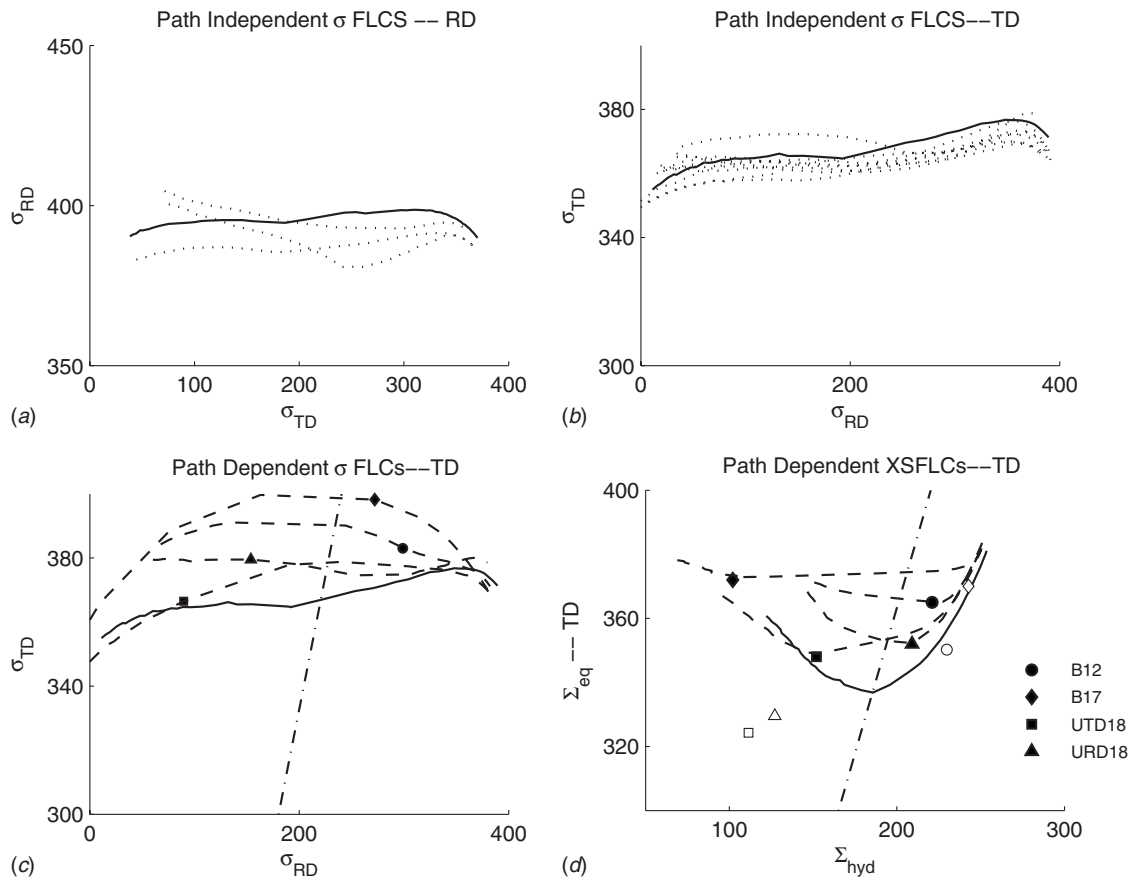 Path Independent σ FLCS –– RD
450
400
350
σRD
0 100 200 300 400
σTD
(a)
Path Independent σ FLCS––TD
380
340
300
σTD
0 200 400
σRD
(b)
Path Dependent σ FLCs––TD
380
340
300
σTD
0 200 400
σRD
(c)
Path Dependent XSFLCs––TD
400
360
320
Σeq –– TD
100 200 300
Σhyd
(d)
B12
B17
UTD18
URD18